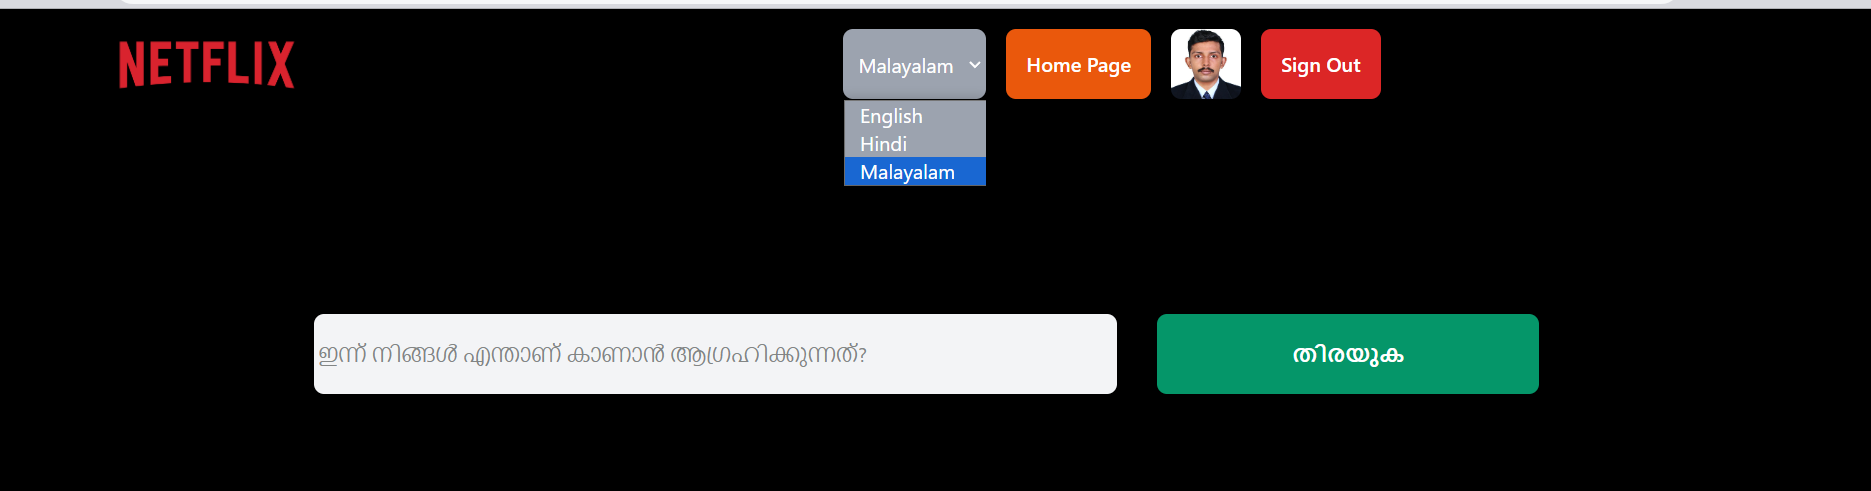 NETFLIX
Malayalam
Home Page
Sign Out
English
Hindi
Malayalam
ഇന്ന് നിങ്ങൾ എന്താണ് കാണാൻ ആഗ്രഹിക്കുന്നത്?
തിരയുക